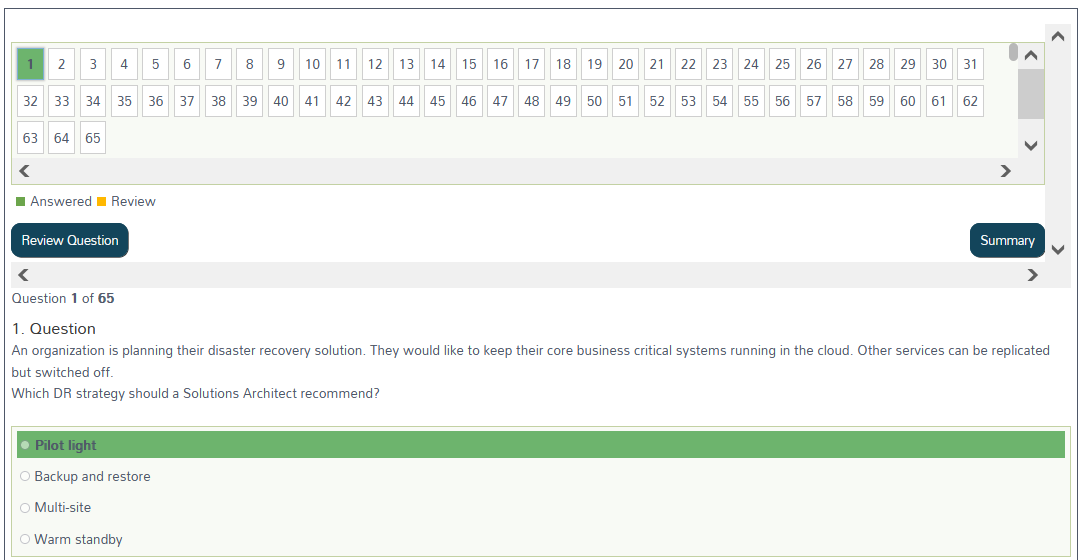 1 2 3 4 5 6 7 8 9 10 11 12 13 14 15 16 17 18 19 20 21 22 23 24 25 26 27 28 29 30 31
32 33 34 35 36 37 38 39 40 41 42 43 44 45 46 47 48 49 50 51 52 53 54 55 56 57 58 59 60 61 62
63 64 65
Answered Review
Review Question Summary
Question 1 of 65
1. Question
An organization is planning their disaster recovery solution. They would like to keep their core business critical systems running in the cloud. Other services can be replicated
but switched off.
Which DR strategy should a Solutions Architect recommend?
Pilot light
Backup and restore
Multi-site
Warm standby